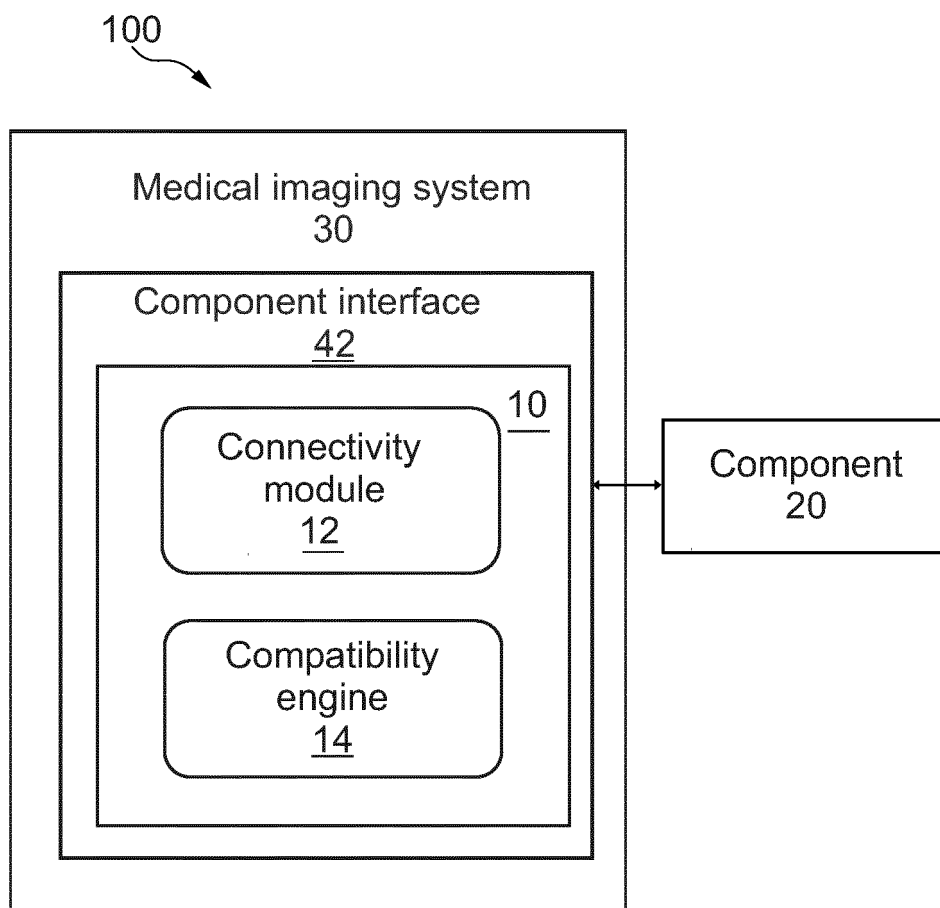 100
Medical imaging system
30
Component interface
42
10
Connectivity
module
12
Component
20
Compatibility
engine
14